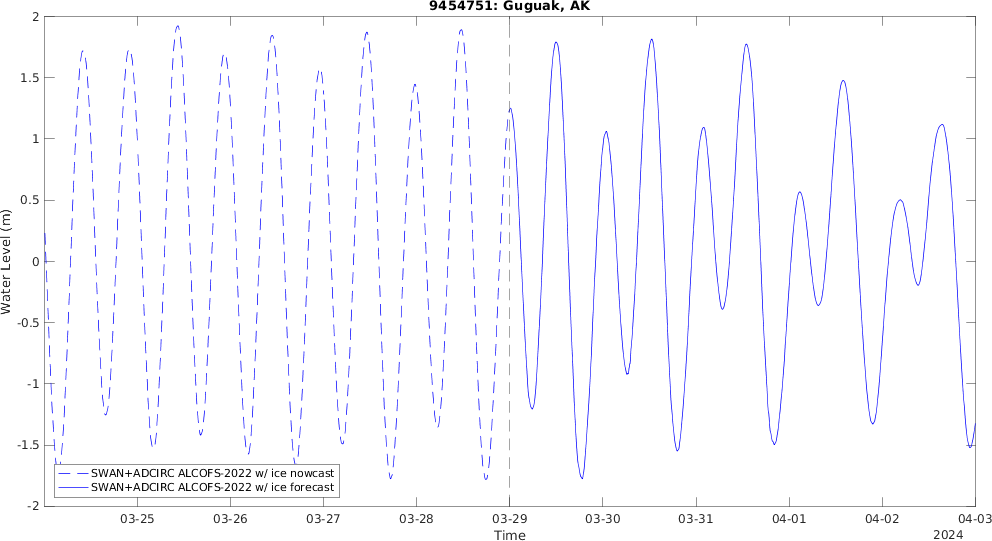 9454751: Guguak, AK
2
1.5
1
0.5
0
-0.5
-1
-1.5
-2
Water Level (m)
SWAN+ADCIRC ALCOFS-2022 w/ ice nowcast
SWAN+ADCIRC ALCOFS-2022 w/ ice forecast
03-25 03-26 03-27 03-28 03-29 03-30 03-31 04-01 04-02 04-03
Time
2024